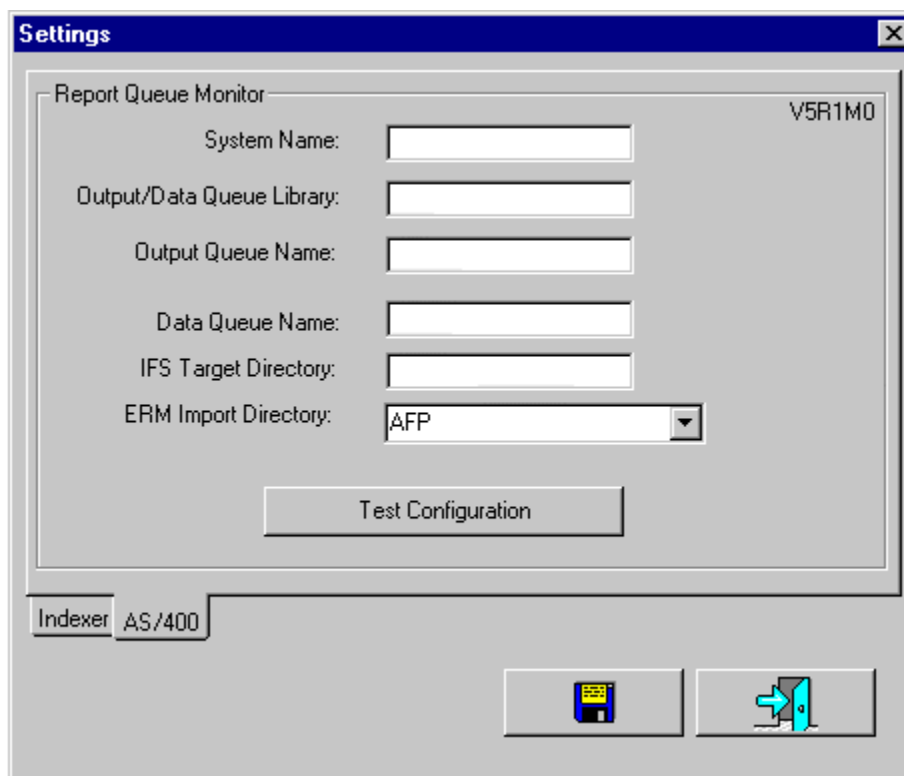 Settings
Report Queue Monitor
V5R1M0
System Name:
Output/Data Queue Library:
Output Queue Name:
Data Queue Name:
IFS Target Directory:
ERM Import Directory:
AFP
Test Configuration
Indexer
AS/400